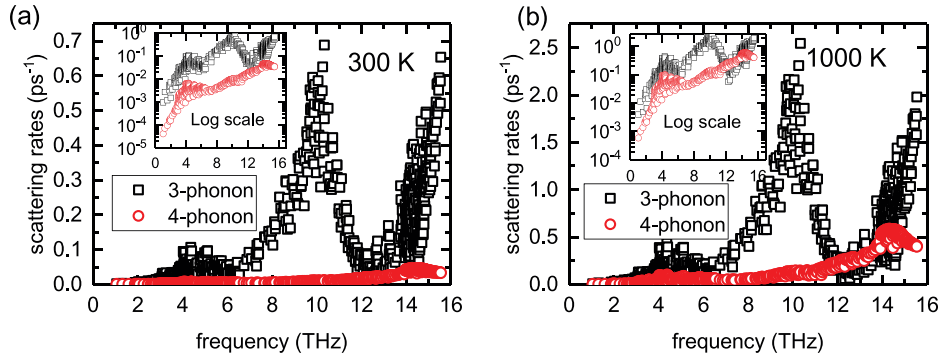 (a)
scattering rates (ps⁻¹)
0.7
0.6
0.5
0.4
0.3
0.2
0.1
0.0
10⁰
10⁻¹
10⁻²
10⁻³
10⁻⁴
10⁻⁵
0 4 8 12 16
Log scale
300 K
3-phonon
4-phonon
0 2 4 6 8 10 12 14 16
frequency (THz)
(b)
scattering rates (ps⁻¹)
2.5
2.0
1.5
1.0
0.5
0.0
10⁰
10⁻¹
10⁻²
10⁻³
10⁻⁴
0 4 8 12 16
Log scale
1000 K
3-phonon
4-phonon
0 2 4 6 8 10 12 14 16
frequency (THz)